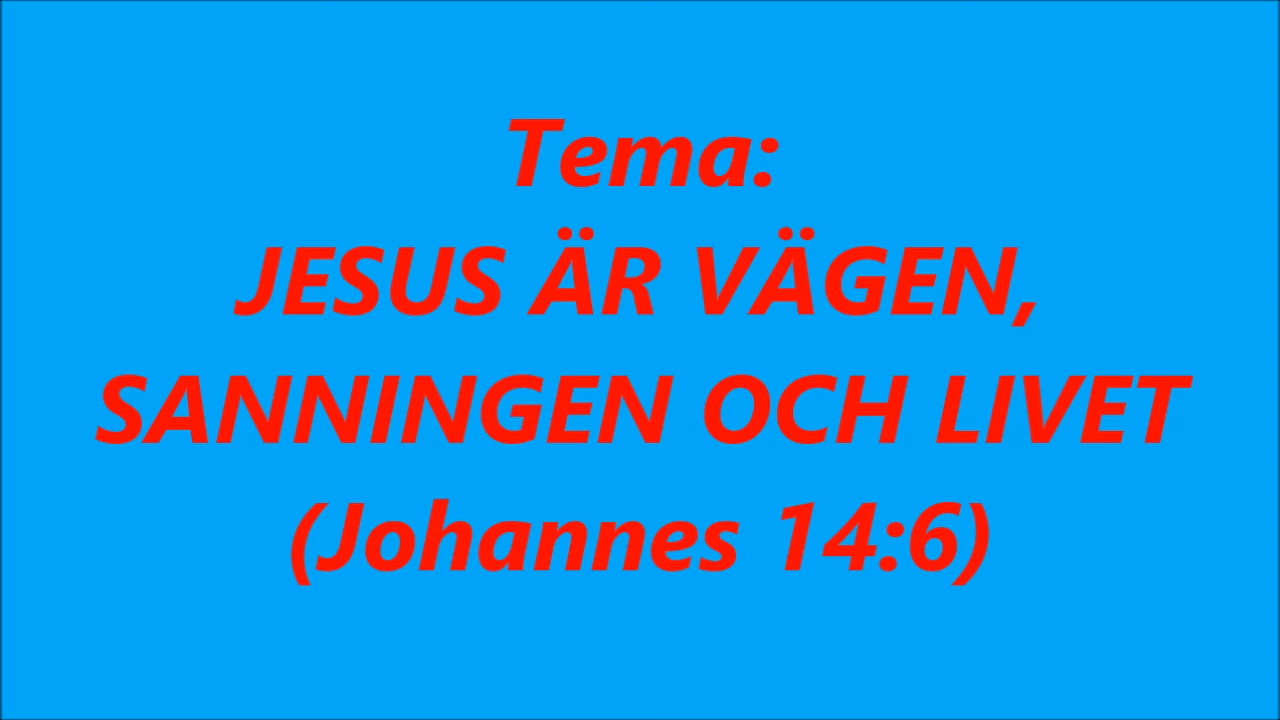 Tema:
JESUS ÄR VÄGEN,
SANNINGEN OCH LIVET
(Johannes 14:6)